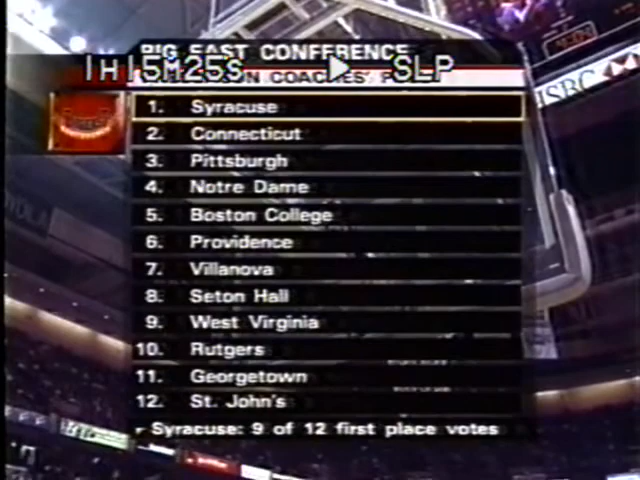 BIG EAST CONFERENCE
1H15M25S SLP
COACHES'
1. Syracuse
2. Connecticut
3. Pittsburgh
4. Notre Dame
5. Boston College
6. Providence
7. Villanova
8. Seton Hall
9. West Virginia
10. Rutgers
11. Georgetown
12. St. John's
Syracuse: 9 of 12 first place votes
HSBC